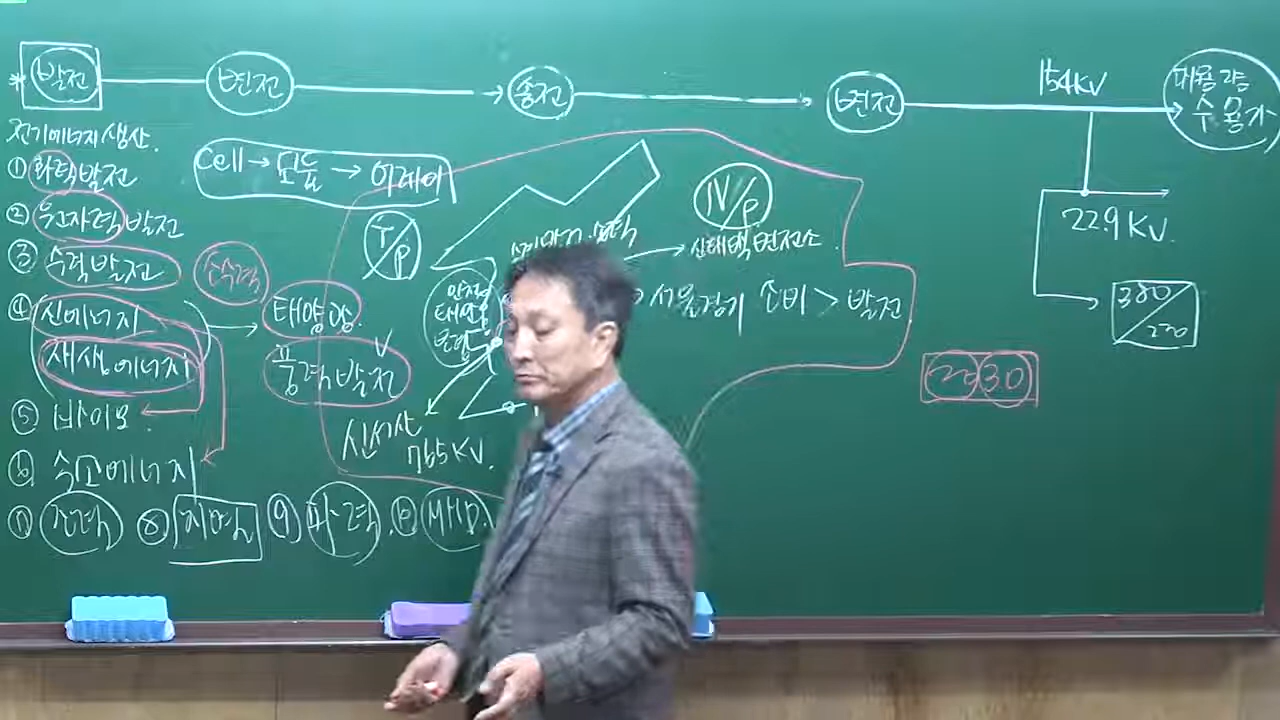 * 발전 변전 송전 변전 154KV 대용량 수용가
전기에너지 생산.
① 화력발전
② 원자력 발전
③ 수력발전
④ 신에너지
재생에너지
⑤ 바이오.
⑥ 수소에너지
⑦ 조력 ⑧ 지열 ⑨ 파력 ⑩ MHD.
Cell → 모듈 → 어레이
양수력
태양광.
풍력발전
T/P
신서산
765KV.
IV/P
→ 신태백변전소.
서울경기 소비 > 발전
22.9KV.
380/220
2030